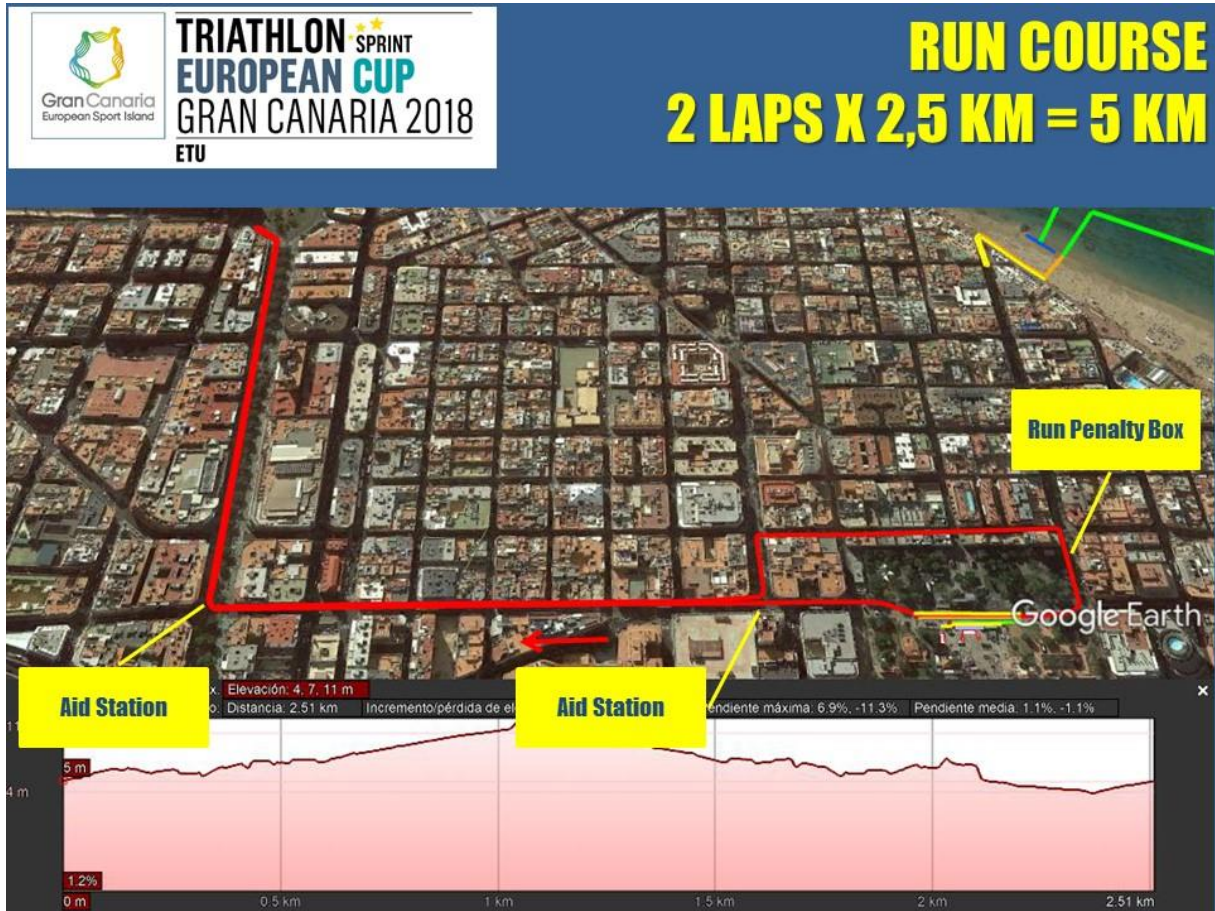 TRIATHLON SPRINT
EUROPEAN CUP
GRAN CANARIA 2018
ETU
Gran Canaria
European Sport Island
RUN COURSE
2 LAPS X 2,5 KM = 5 KM
Run Penalty Box
Google Earth
Aid Station
Aid Station
x. Elevación: 4, 7, 11 m
o: Distancia: 2.51 km Incremento/pérdida de el endiente máxima: 6.9%, -11.3% Pendiente media: 1.1%, -1.1%
11
5 m
4 m
1.2%
0 m 0.5 km 1 km 1.5 km 2 km 2.51 km